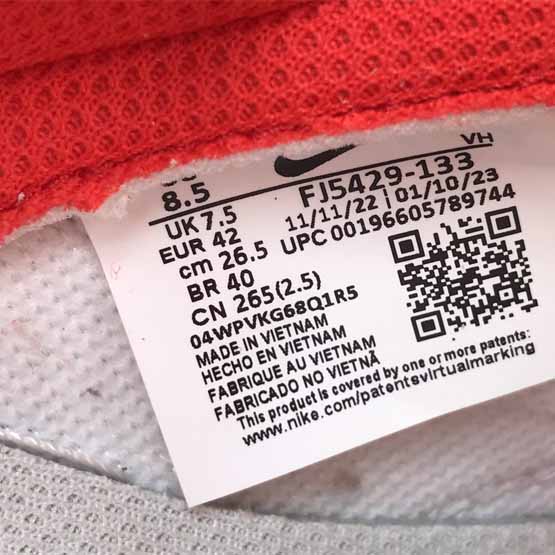 8.5
UK 7.5
EUR 42
cm 26.5
BR 40
CN 265(2.5)
04WPVKG68Q1R5
MADE IN VIETNAM
HECHO EN VIETNAM
FABRIQUE AU VIETNAM
FABRICADO NO VIETNÃ
This product is covered by one or more patents:
www.nike.com/patentsvirtualmarking
VH
FJ5429-133
11/11/22 | 01/10/23
UPC 00196605789744